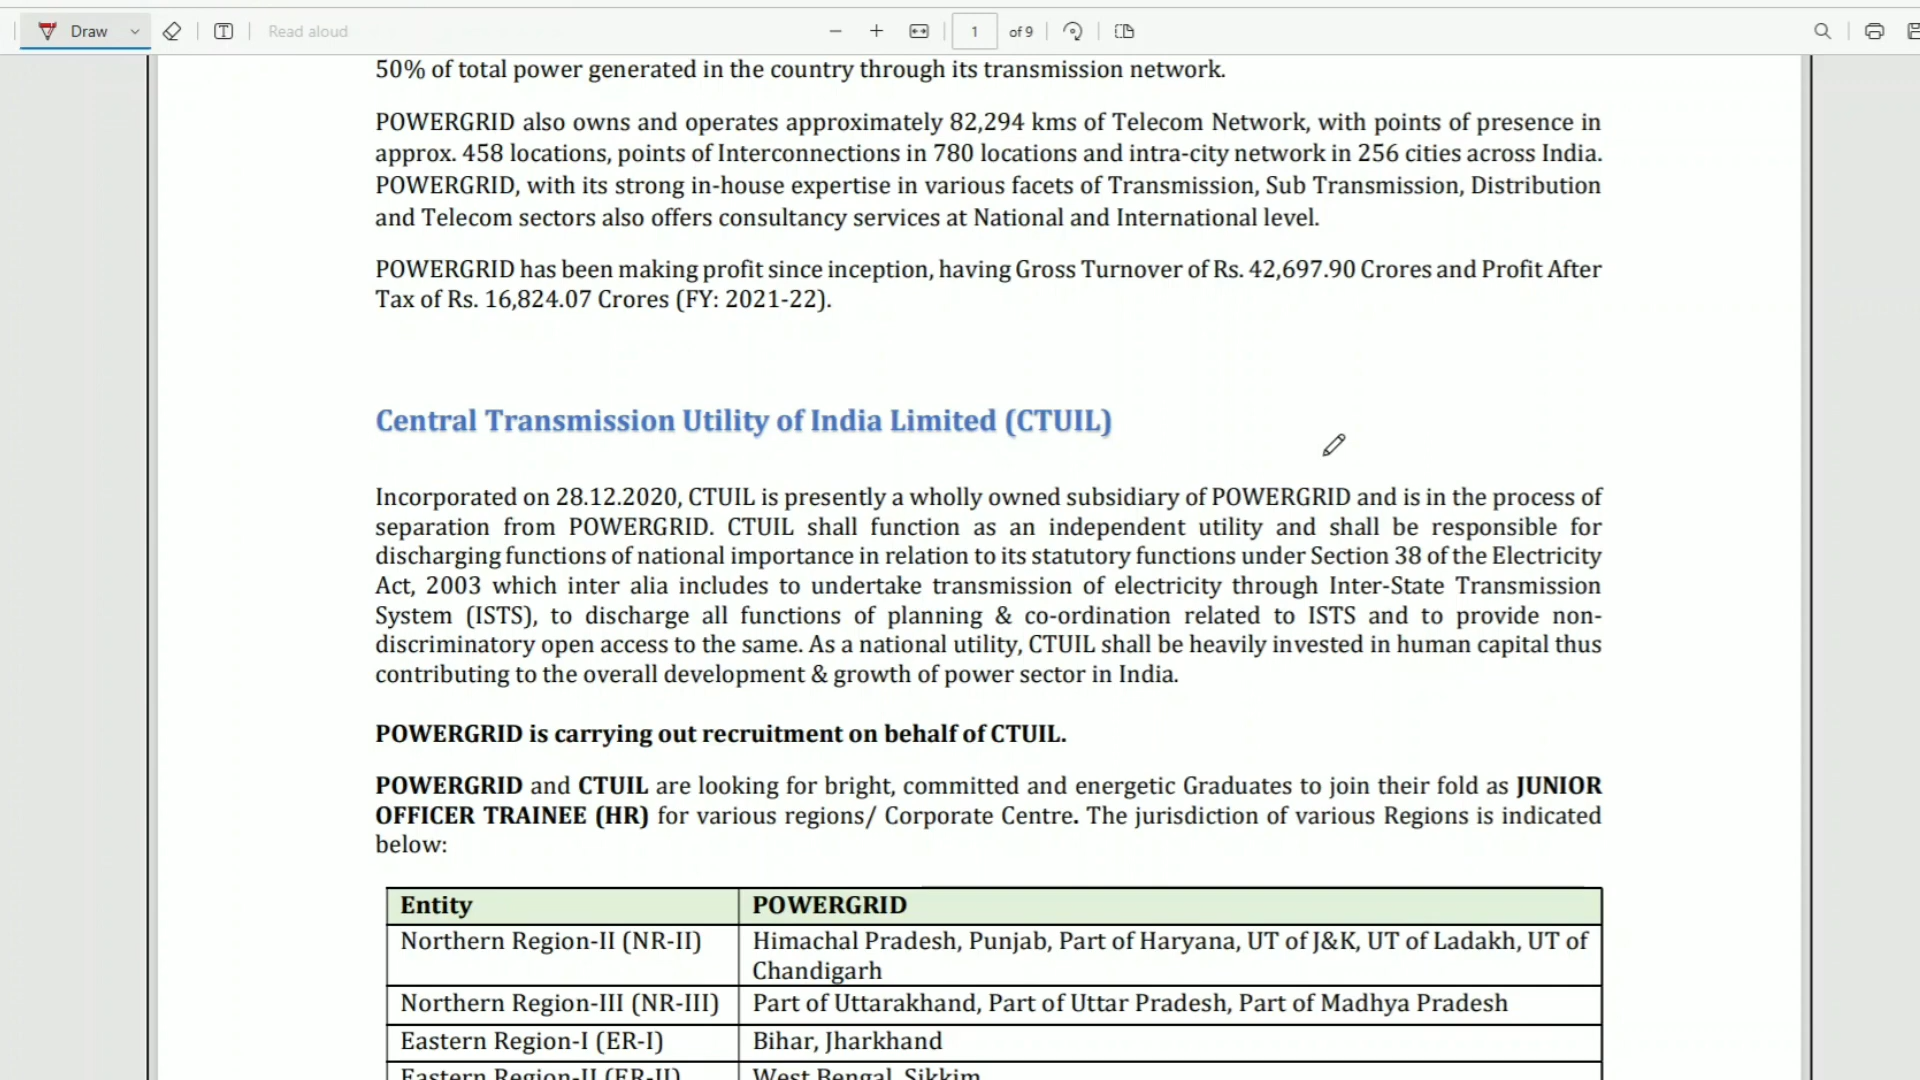 Draw
Read aloud
1 of 9
50% of total power generated in the country through its transmission network.
POWERGRID also owns and operates approximately 82,294 kms of Telecom Network, with points of presence in
approx. 458 locations, points of Interconnections in 780 locations and intra-city network in 256 cities across India.
POWERGRID, with its strong in-house expertise in various facets of Transmission, Sub Transmission, Distribution
and Telecom sectors also offers consultancy services at National and International level.
POWERGRID has been making profit since inception, having Gross Turnover of Rs. 42,697.90 Crores and Profit After
Tax of Rs. 16,824.07 Crores (FY: 2021-22).
Central Transmission Utility of India Limited (CTUIL)
Incorporated on 28.12.2020, CTUIL is presently a wholly owned subsidiary of POWERGRID and is in the process of
separation from POWERGRID. CTUIL shall function as an independent utility and shall be responsible for
discharging functions of national importance in relation to its statutory functions under Section 38 of the Electricity
Act, 2003 which inter alia includes to undertake transmission of electricity through Inter-State Transmission
System (ISTS), to discharge all functions of planning & co-ordination related to ISTS and to provide non-
discriminatory open access to the same. As a national utility, CTUIL shall be heavily invested in human capital thus
contributing to the overall development & growth of power sector in India.
POWERGRID is carrying out recruitment on behalf of CTUIL.
POWERGRID and CTUIL are looking for bright, committed and energetic Graduates to join their fold as JUNIOR
OFFICER TRAINEE (HR) for various regions/ Corporate Centre. The jurisdiction of various Regions is indicated
below:
Entity POWERGRID
Northern Region-II (NR-II) Himachal Pradesh, Punjab, Part of Haryana, UT of J&K, UT of Ladakh, UT of
Chandigarh
Northern Region-III (NR-III) Part of Uttarakhand, Part of Uttar Pradesh, Part of Madhya Pradesh
Eastern Region-I (ER-I) Bihar, Jharkhand
Eastern Region-II (ER-II) West Bengal, Sikkim